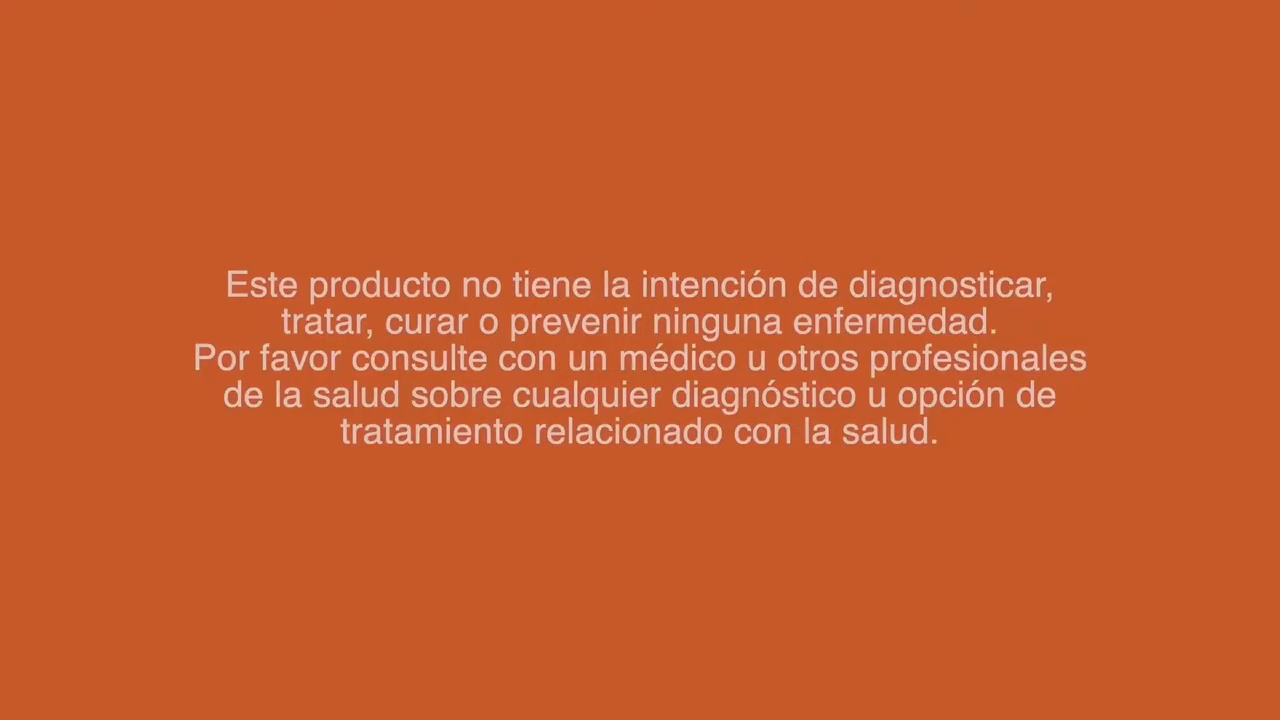 Este producto no tiene la intención de diagnosticar,
tratar, curar o prevenir ninguna enfermedad.
Por favor consulte con un médico u otros profesionales
de la salud sobre cualquier diagnóstico u opción de
tratamiento relacionado con la salud.